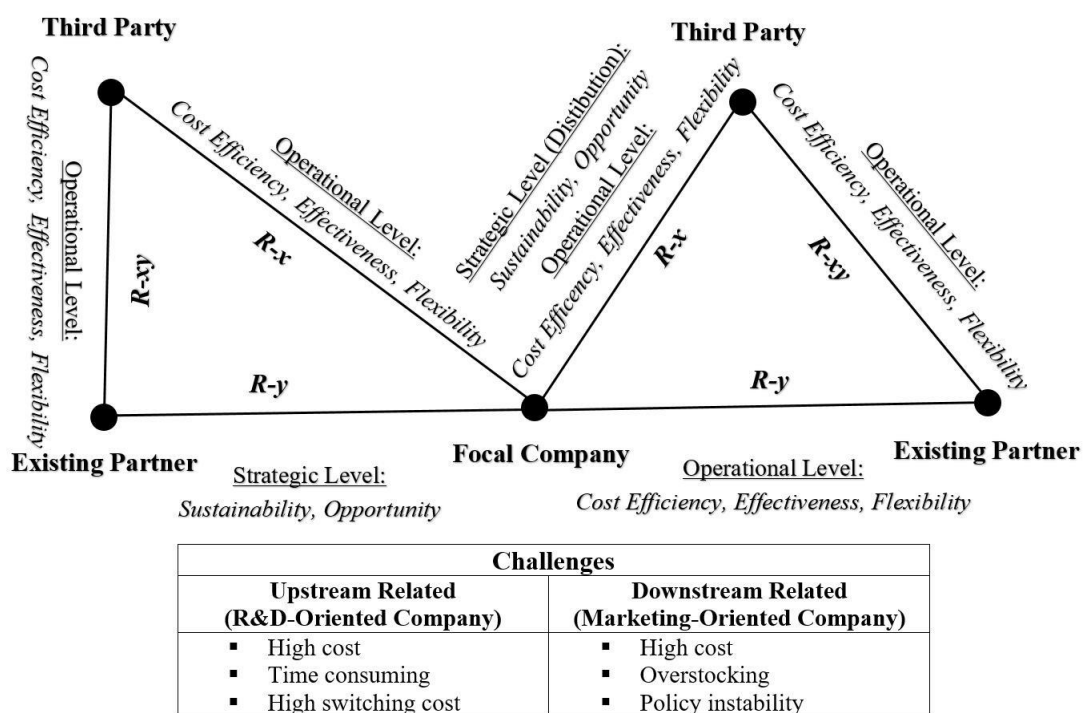 Third Party
Third Party
Cost Efficiency, Effectiveness, Flexibility
Operational Level:
R-xy
Operational Level:
Cost Efficiency, Effectiveness, Flexibility
R-x
Strategic Level (Distibution):
Sustainability, Opportunity
Operational Level:
Cost Efficency, Effectiveness, Flexibility
R-x
Operational Level:
Cost Efficiency, Effectiveness, Flexibility
R-xy
R-y
R-y
Existing Partner
Focal Company
Existing Partner
Strategic Level:
Sustainability, Opportunity
Operational Level:
Cost Efficiency, Effectiveness, Flexibility
Challenges
Upstream Related
(R&D-Oriented Company)
▪ High cost
▪ Time consuming
▪ High switching cost
Downstream Related
(Marketing-Oriented Company)
▪ High cost
▪ Overstocking
▪ Policy instability